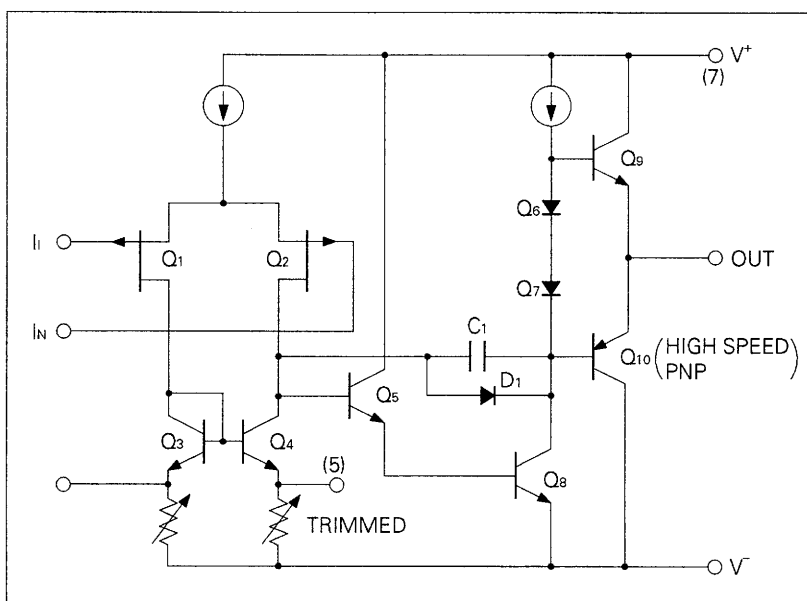 V+
(7)
Q9
Q6
II
Q1
Q2
OUT
Q7
IN
C1
Q10 (HIGH SPEED PNP)
Q5
D1
Q3
Q4
(5)
Q8
TRIMMED
V-